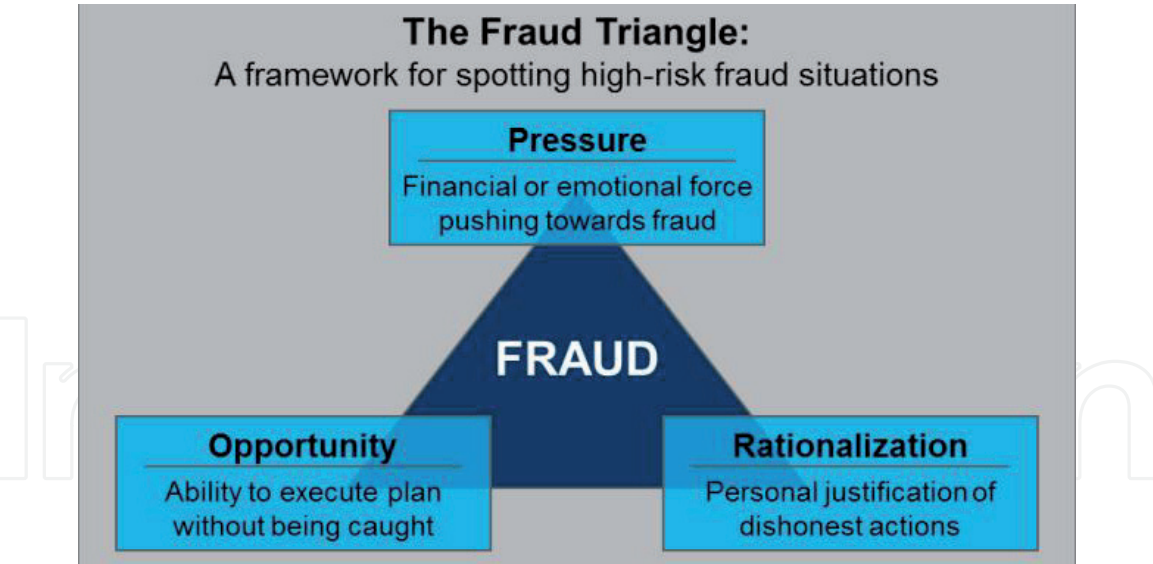 The Fraud Triangle:
A framework for spotting high-risk fraud situations
Pressure
Financial or emotional force
pushing towards fraud
FRAUD
Opportunity
Ability to execute plan
without being caught
Rationalization
Personal justification of
dishonest actions